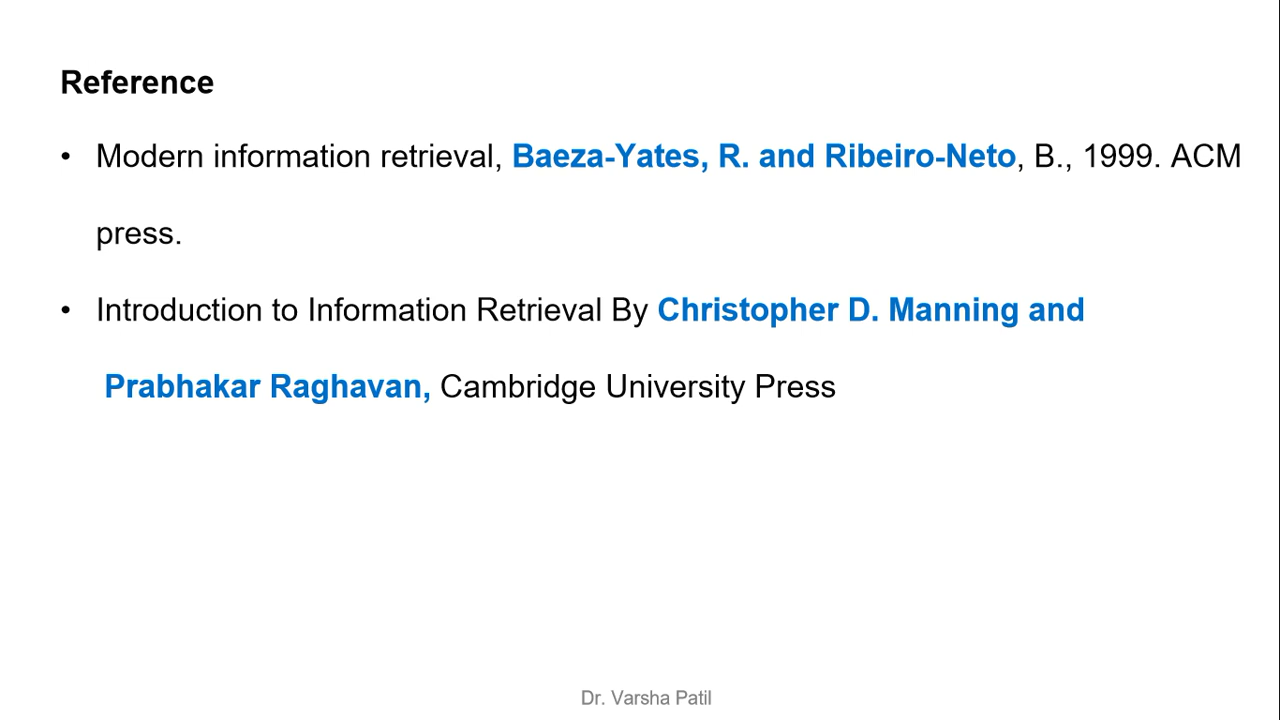 Reference
• Modern information retrieval, Baeza-Yates, R. and Ribeiro-Neto, B., 1999. ACM
press.
• Introduction to Information Retrieval By Christopher D. Manning and
Prabhakar Raghavan, Cambridge University Press
Dr. Varsha Patil